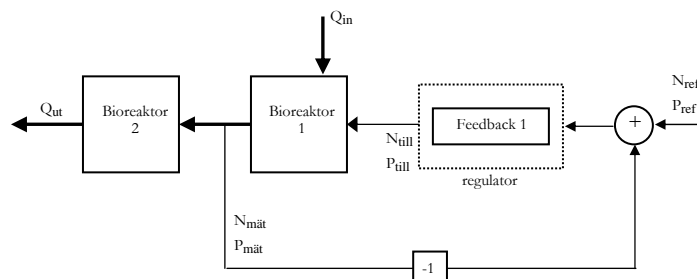 Qin
Nref
Pref
Qut
Bioreaktor
2
Bioreaktor
1
Feedback 1
+
Ntill
Ptill
regulator
Nmät
Pmät
-1